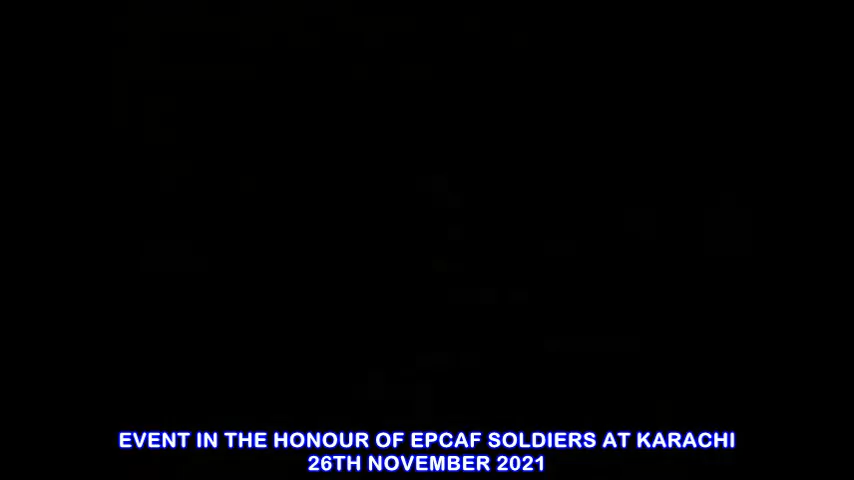 EVENT IN THE HONOUR OF EPCAF SOLDIERS AT KARACHI
26TH NOVEMBER 2021